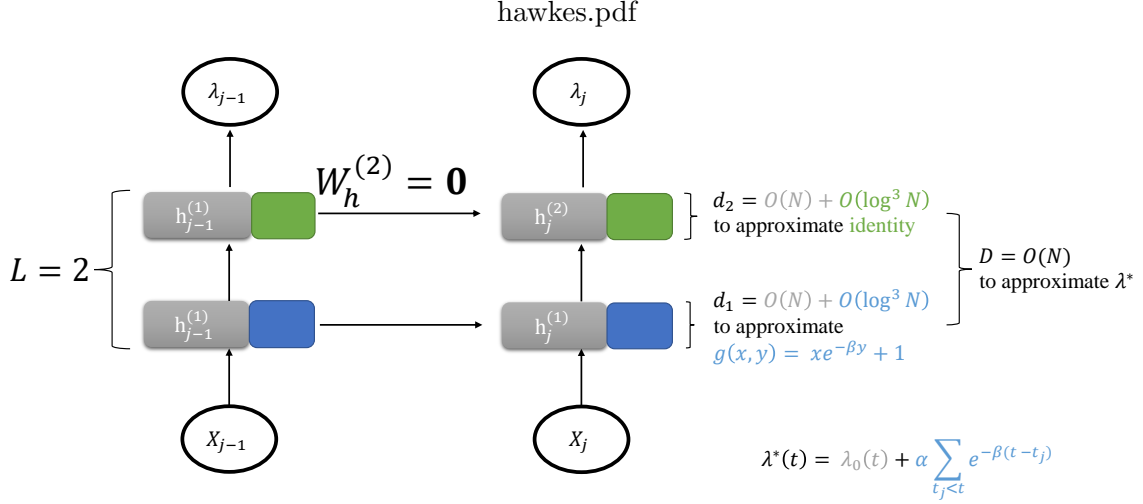 hawkes.pdf
λ_{j−1}
λ_j
W_h^{(2)} = 𝟎
h_{j−1}^{(1)}
h_j^{(2)}
d_2 = O(N) + O(log^3 N)
to approximate identity
L = 2
D = O(N)
to approximate λ*
h_{j−1}^{(1)}
h_j^{(1)}
d_1 = O(N) + O(log^3 N)
to approximate
g(x, y) = xe^{−βy} + 1
X_{j−1}
X_j
λ*(t) = λ_0(t) + α ∑_{t_j<t} e^{−β(t−t_j)}